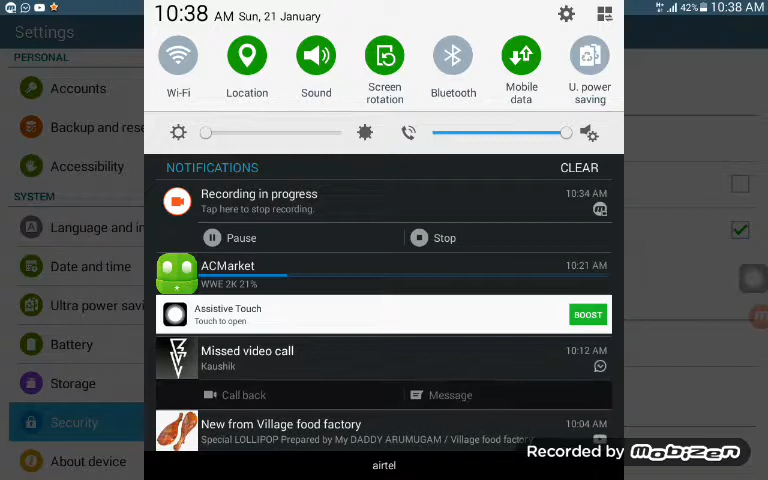 10:38 AM Sun, 21 January
42% 10:38 AM
Settings
PERSONAL
Accounts
Backup and rese
Accessibility
SYSTEM
Language and in
Date and time
Ultra power savi
Battery
Storage
Security
About device
Wi-Fi
Location
Sound
Screen rotation
Bluetooth
Mobile data
U. power saving
NOTIFICATIONS
CLEAR
Recording in progress
10:34 AM
Tap here to stop recording.
Pause
Stop
ACMarket
10:21 AM
WWE 2K 21%
Assistive Touch
Touch to open
BOOST
Missed video call
10:12 AM
Kaushik
Call back
Message
New from Village food factory
10:04 AM
Special LOLLIPOP Prepared by My DADDY ARUMUGAM / Village food factory
Recorded by Mobizen
airtel